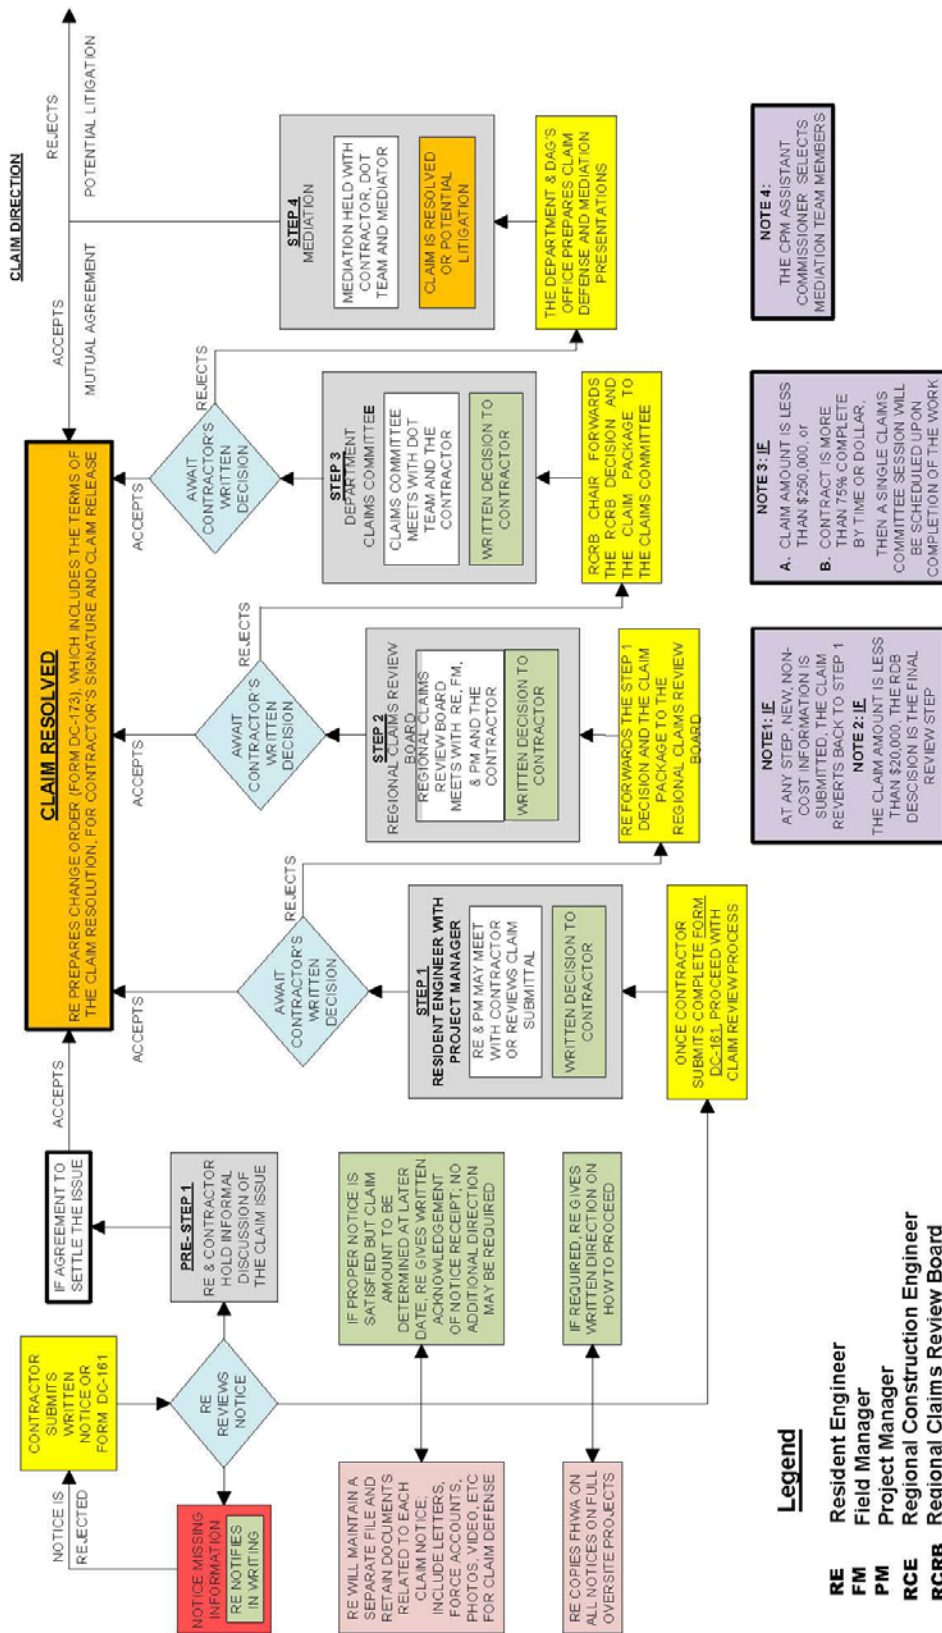 CLAIM DIRECTION
CLAIM RESOLVED
RE PREPARES CHANGE ORDER (FORM DC-173), WHICH INCLUDES THE TERMS OF
THE CLAIM RESOLUTION, FOR CONTRACTOR'S SIGNATURE AND CLAIM RELEASE
ACCEPTS
MUTUAL AGREEMENT
REJECTS
POTENTIAL LITIGATION
NOTICE IS
REJECTED
CONTRACTOR
SUBMITS
WRITTEN
NOTICE OR
FORM DC-161
IF AGREEMENT TO
SETTLE THE ISSUE
ACCEPTS
NOTICE MISSING
INFORMATION
RE NOTIFIES
IN WRITING
RE
REVIEWS
NOTICE
PRE- STEP 1
RE & CONTRACTOR
HOLD INFORMAL
DISCUSSION OF
THE CLAIM ISSUE
RE WILL MAINTAIN A
SEPARATE FILE AND
RETAIN DOCUMENTS
RELATED TO EACH
CLAIM NOTICE;
INCLUDE LETTERS,
FORCE ACCOUNTS,
PHOTOS, VIDEO, ETC
FOR CLAIM DEFENSE
IF PROPER NOTICE IS
SATISFIED BUT CLAIM
AMOUNT TO BE
DETERMINED AT LATER
DATE, RE GIVES WRITTEN
ACKNOWLEDGEMENT
OF NOTICE RECEIPT; NO
ADDITIONAL DIRECTION
MAY BE REQUIRED
RE COPIES FHWA ON
ALL NOTICES ON FULL
OVERSITE PROJECTS
IF REQUIRED, RE GIVES
WRITTEN DIRECTION ON
HOW TO PROCEED
ACCEPTS
AWAIT
CONTRACTOR'S
WRITTEN
DECISION
REJECTS
STEP 1
RESIDENT ENGINEER WITH
PROJECT MANAGER
RE & PM MAY MEET
WITH CONTRACTOR
OR REVIEWS CLAIM
SUBMITTAL
WRITTEN DECISION TO
CONTRACTOR
ONCE CONTRACTOR
SUBMITS COMPLETE FORM
DC-161, PROCEED WITH
CLAIM REVIEW PROCESS
ACCEPTS
AWAIT
CONTRACTOR'S
WRITTEN
DECISION
REJECTS
STEP 2
REGIONAL CLAIMS REVIEW
BOARD
REGIONAL CLAIMS
REVIEW BOARD
MEETS WITH RE, FM,
& PM AND THE
CONTRACTOR
WRITTEN DECISION TO
CONTRACTOR
RE FORWARDS THE STEP 1
DECISION AND THE CLAIM
PACKAGE TO THE
REGIONAL CLAIMS REVIEW
BOARD
ACCEPTS
AWAIT
CONTRACTOR'S
WRITTEN
DECISION
REJECTS
STEP 3
DEPARTMENT
CLAIMS COMMITTEE
CLAIMS COMMITTEE
MEETS WITH DOT
TEAM AND THE
CONTRACTOR
WRITTEN DECISION TO
CONTRACTOR
RCRB CHAIR FORWARDS
THE RCRB DECISION AND
THE CLAIM PACKAGE TO
THE CLAIMS COMMITTEE
STEP 4
MEDIATION
MEDIATION HELD WITH
CONTRACTOR, DOT
TEAM AND MEDIATOR
CLAIM IS RESOLVED
OR POTENTIAL
LITIGATION
THE DEPARTMENT & DAG'S
OFFICE PREPARES CLAIM
DEFENSE AND MEDIATION
PRESENTATIONS
Legend
RE Resident Engineer
FM Field Manager
PM Project Manager
RCE Regional Construction Engineer
RCRB Regional Claims Review Board
NOTE1: IF
AT ANY STEP, NEW, NON-
COST INFORMATION IS
SUBMITTED, THE CLAIM
REVERTS BACK TO STEP 1
NOTE 2: IF
THE CLAIM AMOUNT IS LESS
THAN $20,000, THE RDB
DESCISION IS THE FINAL
REVIEW STEP
NOTE 3: IF
A. CLAIM AMOUNT IS LESS
THAN $250,000, or
B. CONTRACT IS MORE
THAN 75% COMPLETE
BY TIME OR DOLLAR,
THEN A SINGLE CLAIMS
COMMITTEE SESSION WILL
BE SCHEDULED UPON
COMPLETION OF THE WORK
NOTE 4:
THE CPM ASSISTANT
COMMISSIONER SELECTS
MEDIATION TEAM MEMBERS